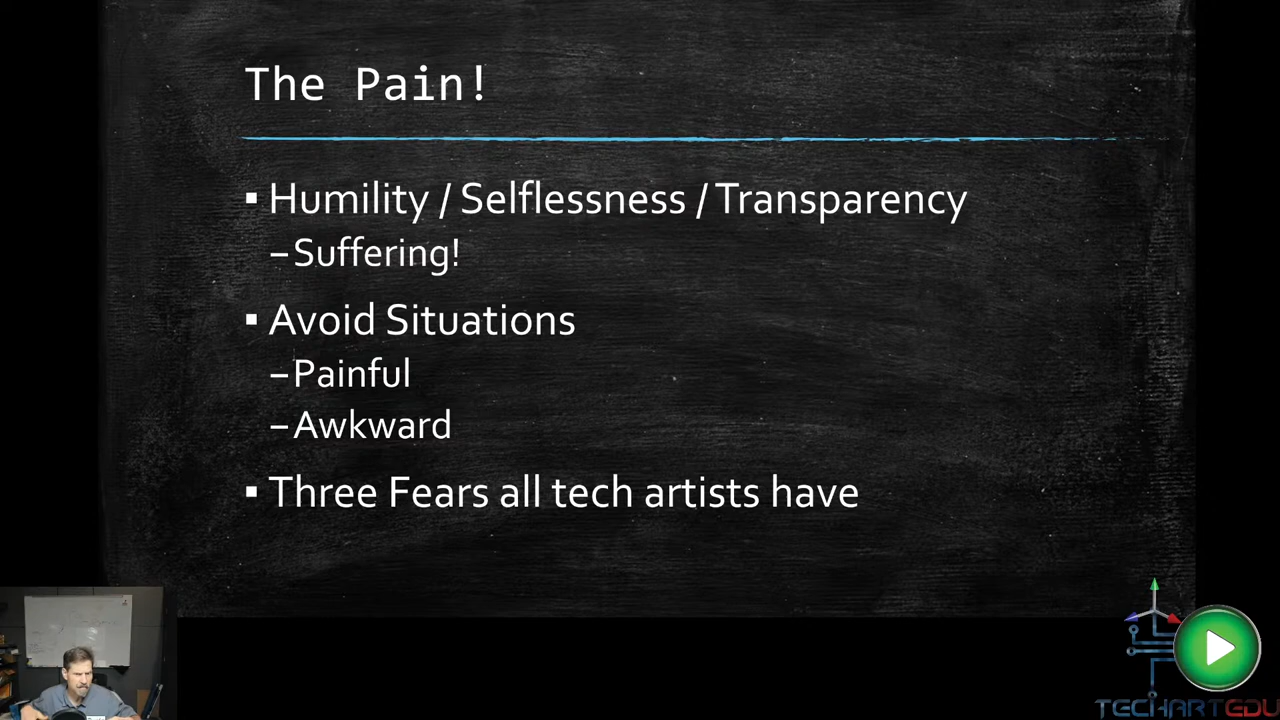 The Pain!
▪ Humility / Selflessness / Transparency
–Suffering!
▪ Avoid Situations
–Painful
–Awkward
▪ Three Fears all tech artists have
TECHARTEDU